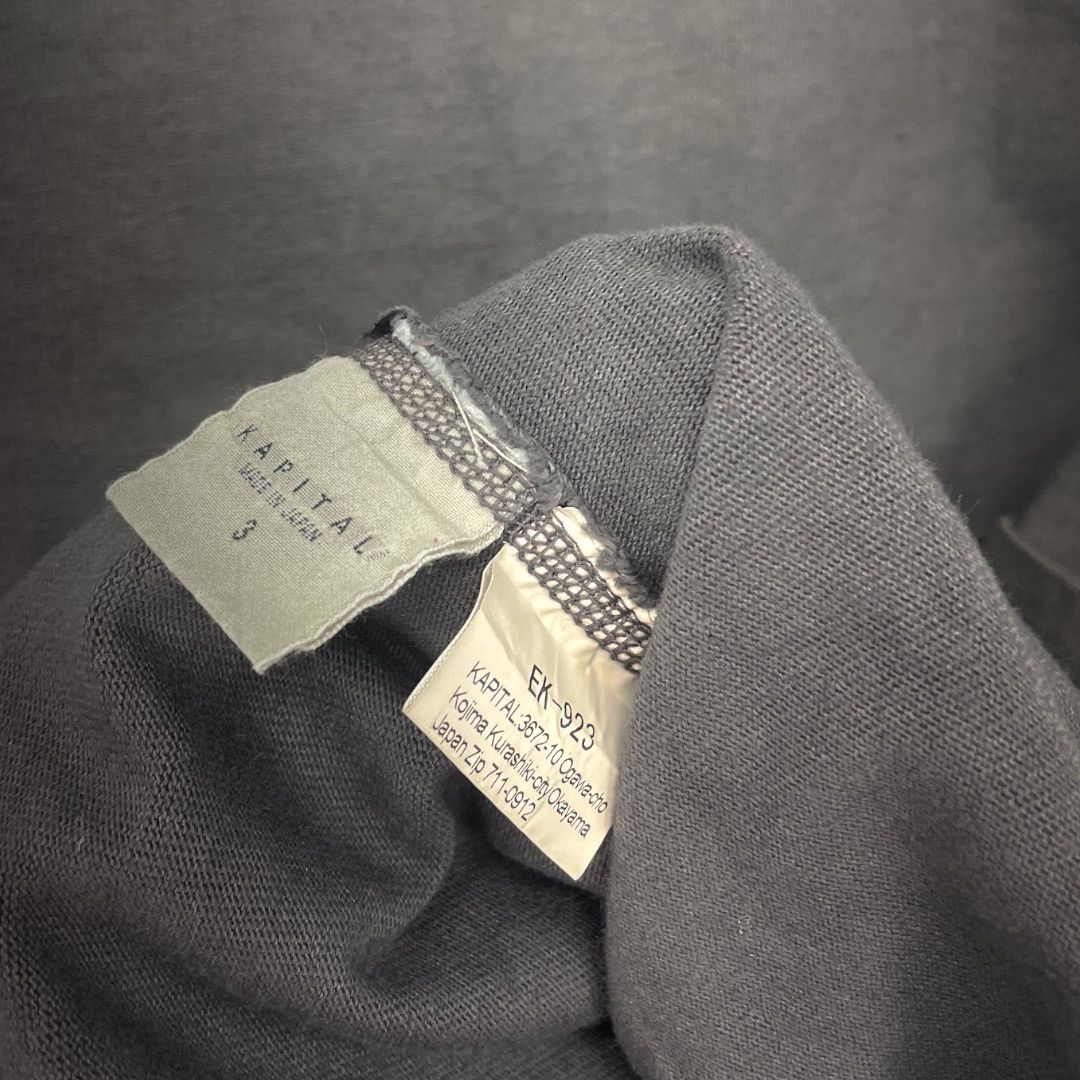 KAPITAL
MADE IN JAPAN
3
EK-923
KAPITAL:3672-10 Ogawa-cho
Kojima Kurashiki-city Okayama
Japan Zip 711-0912